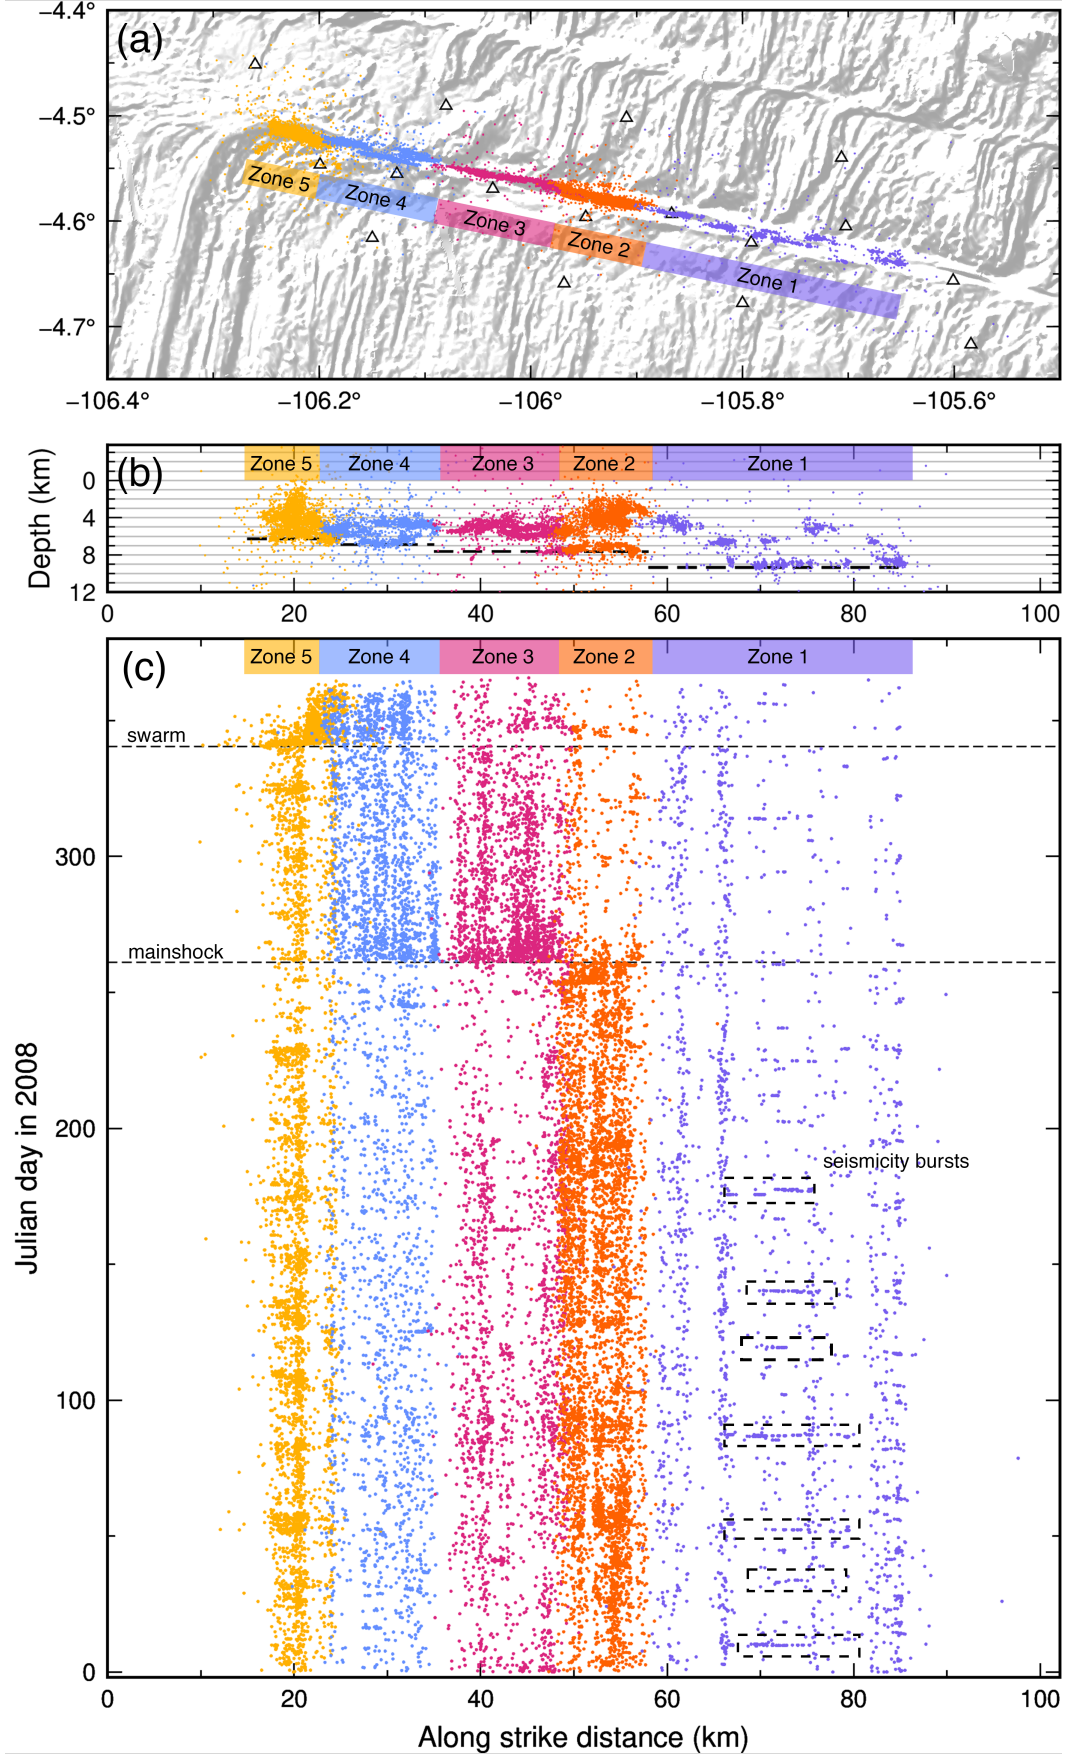 −4.4°
(a)
−4.5°
−4.6°
−4.7°
Zone 5
Zone 4
Zone 3
Zone 2
Zone 1
−106.4° −106.2° −106° −105.8° −105.6°
(b)
Zone 5 Zone 4 Zone 3 Zone 2 Zone 1
Depth (km)
0
4
8
12
0 20 40 60 80 100
(c)
Zone 5 Zone 4 Zone 3 Zone 2 Zone 1
swarm
300
mainshock
Julian day in 2008
200
seismicity bursts
100
0
0 20 40 60 80 100
Along strike distance (km)